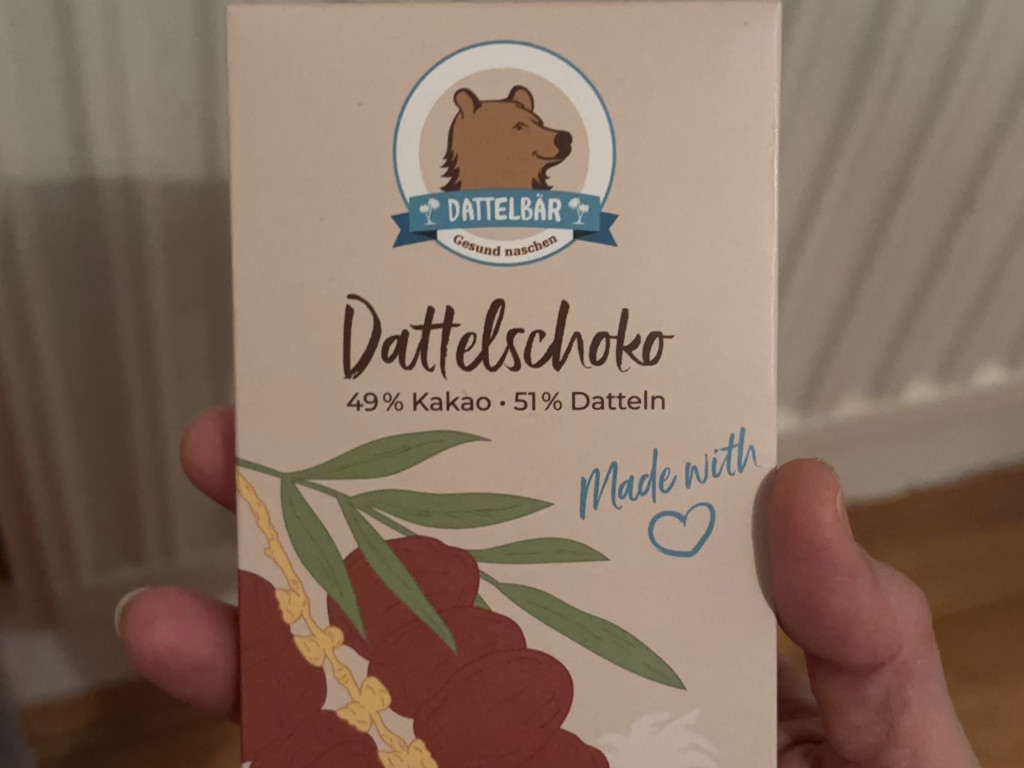 DATTELBÄR
Gesund naschen
Dattelschoko
49% Kakao • 51% Datteln
Made with